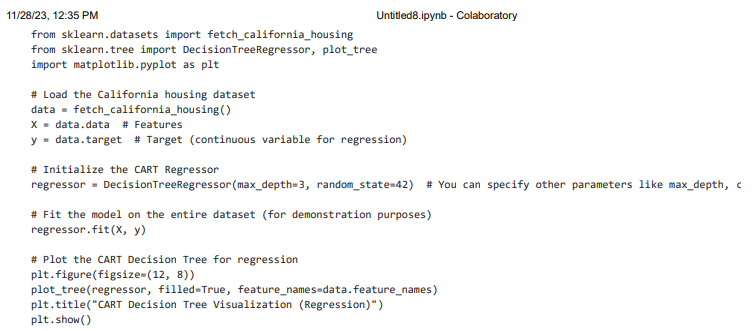 11/28/23, 12:35 PM Untitled8.ipynb - Colaboratory
from sklearn.datasets import fetch_california_housing
from sklearn.tree import DecisionTreeRegressor, plot_tree
import matplotlib.pyplot as plt
# Load the California housing dataset
data = fetch_california_housing()
X = data.data  # Features
y = data.target  # Target (continuous variable for regression)
# Initialize the CART Regressor
regressor = DecisionTreeRegressor(max_depth=3, random_state=42)  # You can specify other parameters like max_depth,
# Fit the model on the entire dataset (for demonstration purposes)
regressor.fit(X, y)
# Plot the CART Decision Tree for regression
plt.figure(figsize=(12, 8))
plot_tree(regressor, filled=True, feature_names=data.feature_names)
plt.title("CART Decision Tree Visualization (Regression)")
plt.show()